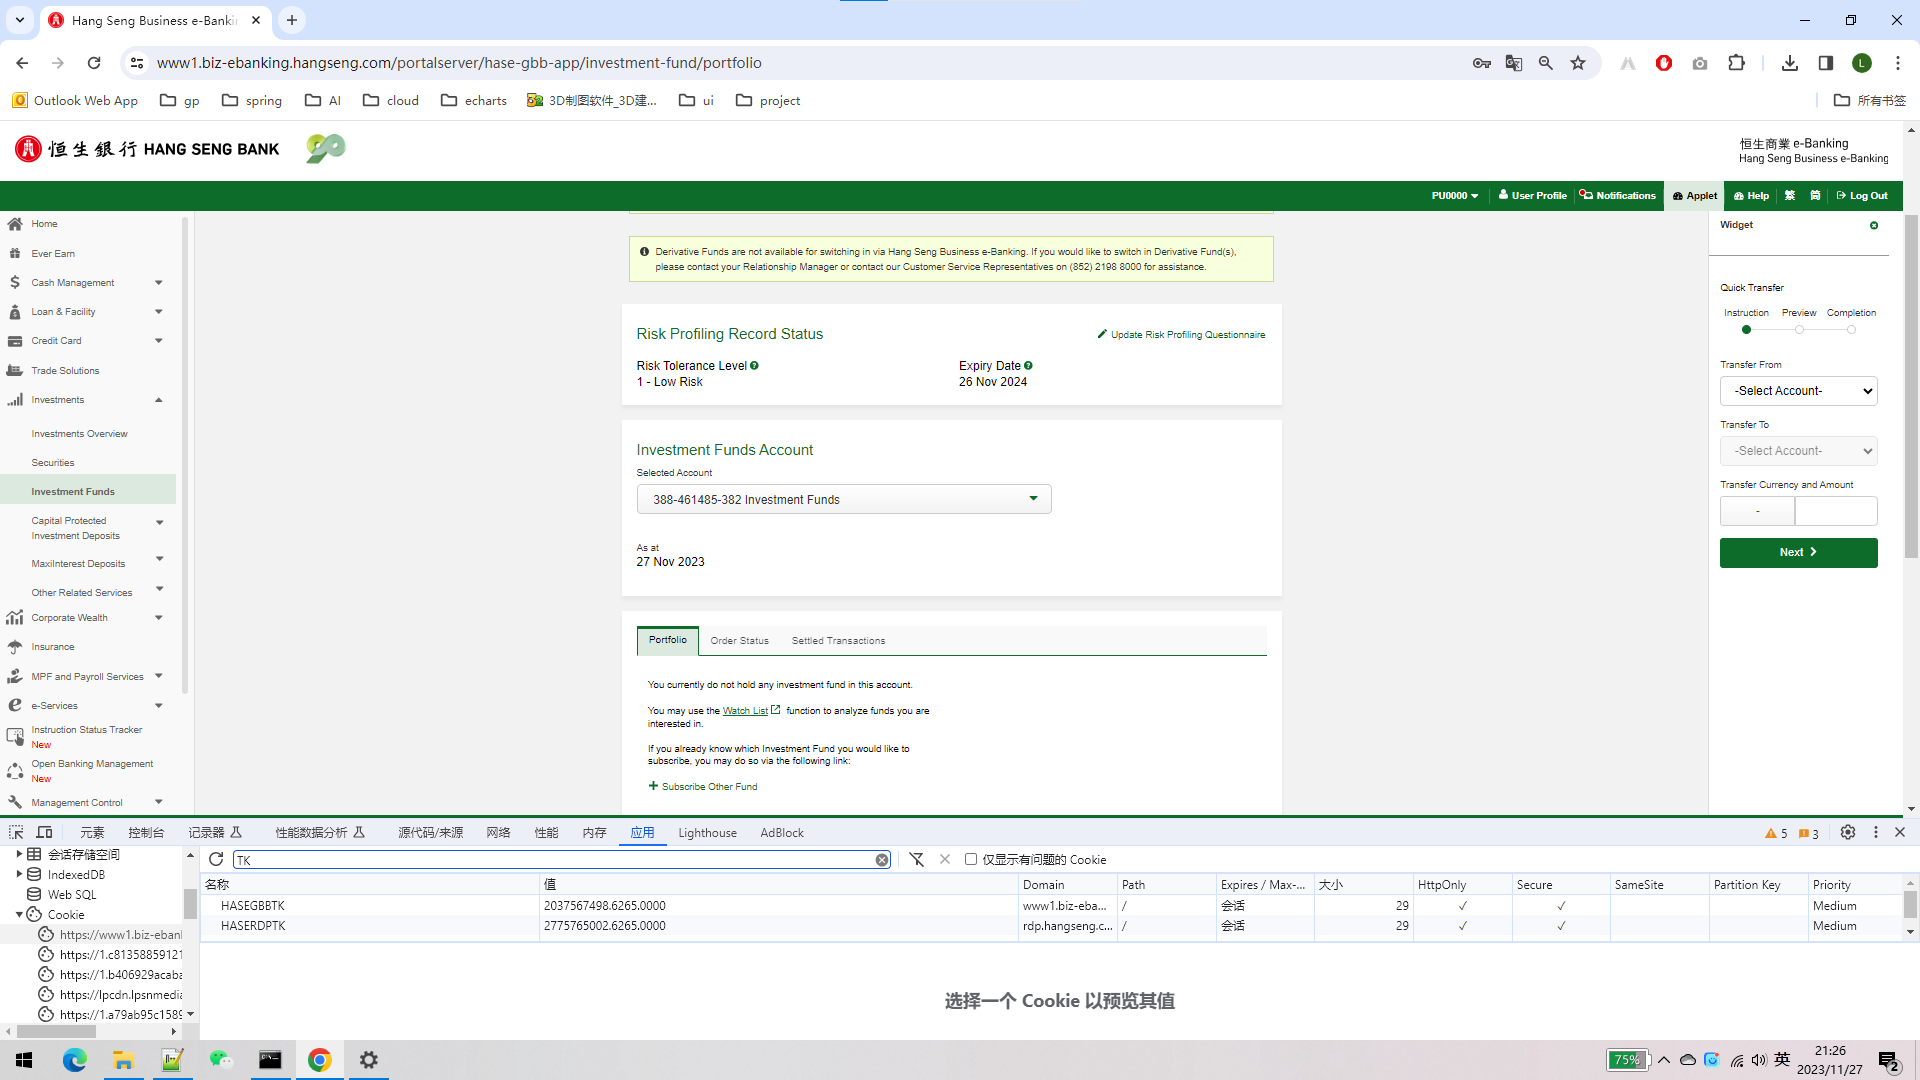 Hang Seng Business e-Bankin
www1.biz-ebanking.hangseng.com/portalserver/hase-gbb-app/investment-fund/portfolio
L
Outlook Web App
gp
spring
AI
cloud
echarts
3D制图软件_3D建...
ui
project
所有书签
恒生銀行 HANG SENG BANK
90
恒生商業 e-Banking
Hang Seng Business e-Banking
PU0000
User Profile
Notifications
Applet
Help
繁
简
Log Out
Home
Ever Earn
Cash Management
Loan & Facility
Credit Card
Trade Solutions
Investments
Investments Overview
Securities
Investment Funds
Capital Protected
Investment Deposits
MaxiInterest Deposits
Other Related Services
Corporate Wealth
Insurance
MPF and Payroll Services
e-Services
Instruction Status Tracker
New
Open Banking Management
New
Management Control
Derivative Funds are not available for switching in via Hang Seng Business e-Banking. If you would like to switch in Derivative Fund(s),
please contact your Relationship Manager or contact our Customer Service Representatives on (852) 2198 8000 for assistance.
Risk Profiling Record Status
Update Risk Profiling Questionnaire
Risk Tolerance Level
Expiry Date
1 - Low Risk
26 Nov 2024
Investment Funds Account
Selected Account
388-461485-382 Investment Funds
As at
27 Nov 2023
Portfolio
Order Status
Settled Transactions
You currently do not hold any investment fund in this account.
You may use the Watch List function to analyze funds you are
interested in.
If you already know which Investment Fund you would like to
subscribe, you may do so via the following link:
Subscribe Other Fund
Widget
Quick Transfer
Instruction
Preview
Completion
Transfer From
-Select Account-
Transfer To
-Select Account-
Transfer Currency and Amount
-
Next
元素
控制台
记录器
性能数据分析
源代码/来源
网络
性能
内存
应用
Lighthouse
AdBlock
5
3
会话存储空间
IndexedDB
Web SQL
Cookie
https://www1.biz-ebank
https://1.c81358859121
https://1.b406929acaba
https://lpcdn.lpsnmedia
https://1.a79ab95c1589
TK
仅显示有问题的 Cookie
名称 值 Domain Path Expires / Max-... 大小 HttpOnly Secure SameSite Partition Key Priority
HASEGBBTK 2037567498.6265.0000 www1.biz-eba... / 会话 29 ✓ ✓ Medium
HASERDPTK 2775765002.6265.0000 rdp.hangseng.c... / 会话 29 ✓ ✓ Medium
选择一个 Cookie 以预览其值
75%
英
21:26
2023/11/27
2